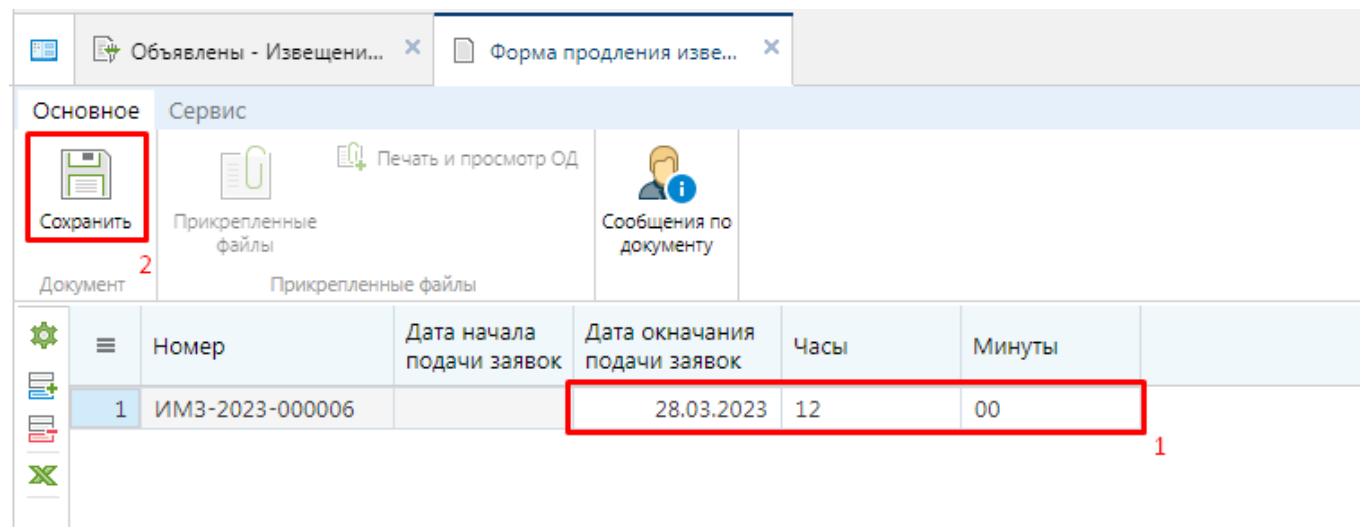 Объявлены - Извещени...
Форма продления изве...
Основное Сервис
Печать и просмотр ОД
Сохранить
Прикрепленные
файлы
Сообщения по
документу
2
Документ
Прикрепленные файлы
Номер
Дата начала
подачи заявок
Дата окначания
подачи заявок
Часы
Минуты
1 ИМЗ-2023-000006 28.03.2023 12 00
1